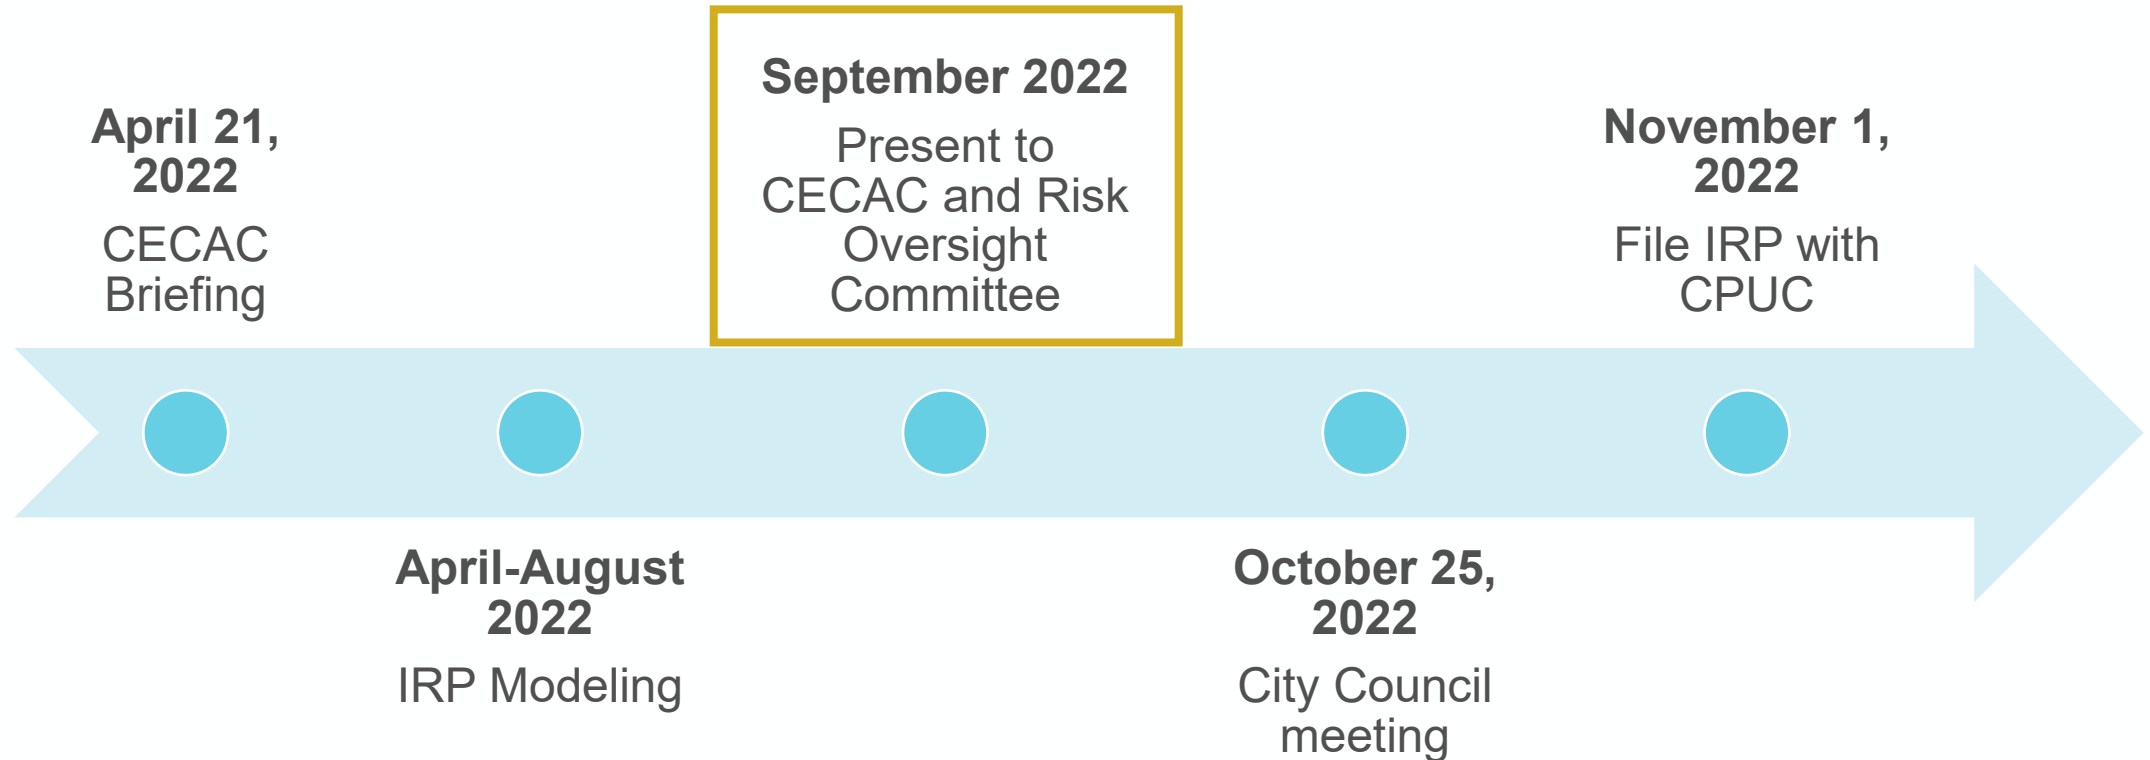 April 21,
2022
CECAC
Briefing
April-August
2022
IRP Modeling
September 2022
Present to
CECAC and Risk
Oversight
Committee
October 25,
2022
City Council
meeting
November 1,
2022
File IRP with
CPUC